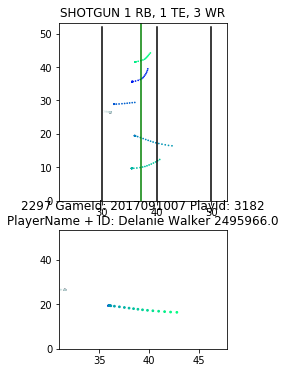 SHOTGUN 1 RB, 1 TE, 3 WR
50
40
30
20
10
0
30 40 50
2297 GameId: 2017091007 PlayId: 3182
PlayerName + ID: Delanie Walker 2495966.0
40
20
0
35 40 45